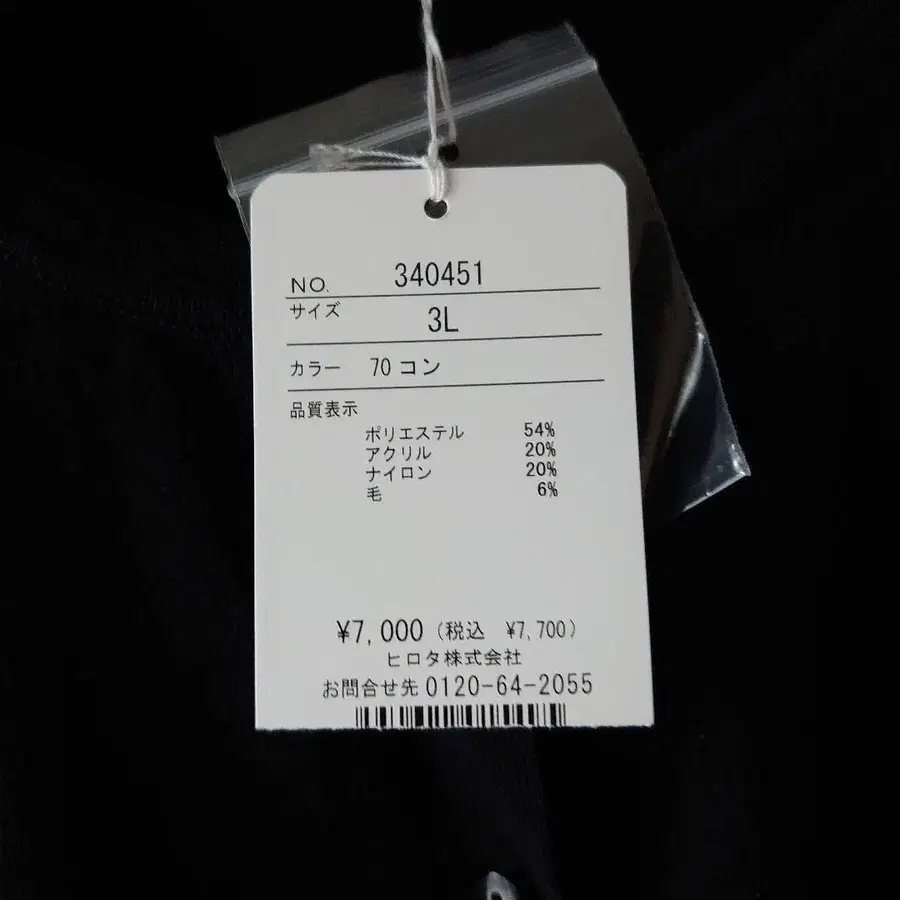 NO. 340451
サイズ 3L
カラー 70 コン
品質表示
ポリエステル 54%
アクリル 20%
ナイロン 20%
毛 6%
¥7,000 (税込 ¥7,700)
ヒロタ株式会社
お問合せ先 0120-64-2055